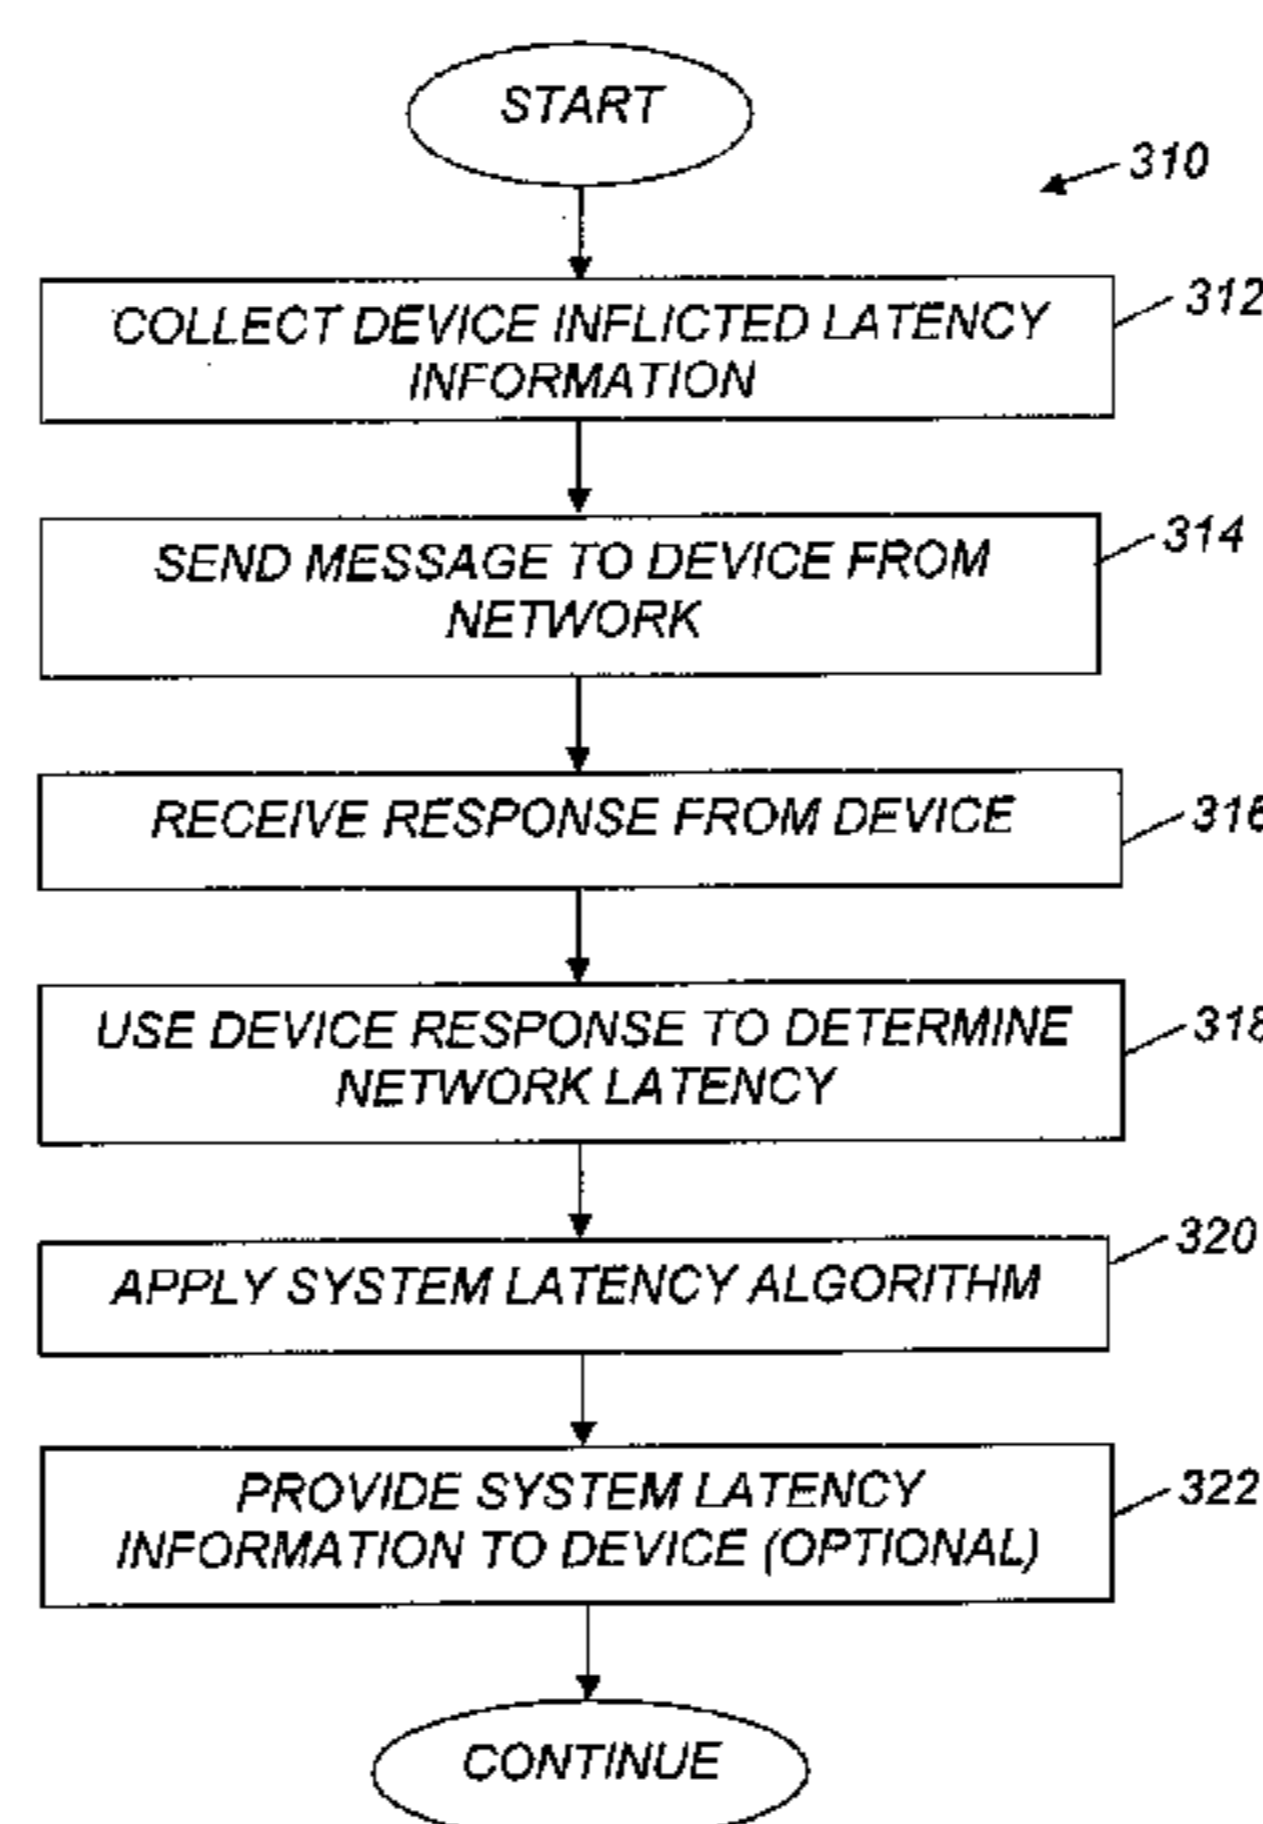 START
310
COLLECT DEVICE INFLICTED LATENCY
INFORMATION
312
SEND MESSAGE TO DEVICE FROM
NETWORK
314
RECEIVE RESPONSE FROM DEVICE
316
USE DEVICE RESPONSE TO DETERMINE
NETWORK LATENCY
318
APPLY SYSTEM LATENCY ALGORITHM
320
PROVIDE SYSTEM LATENCY
INFORMATION TO DEVICE (OPTIONAL)
322
CONTINUE